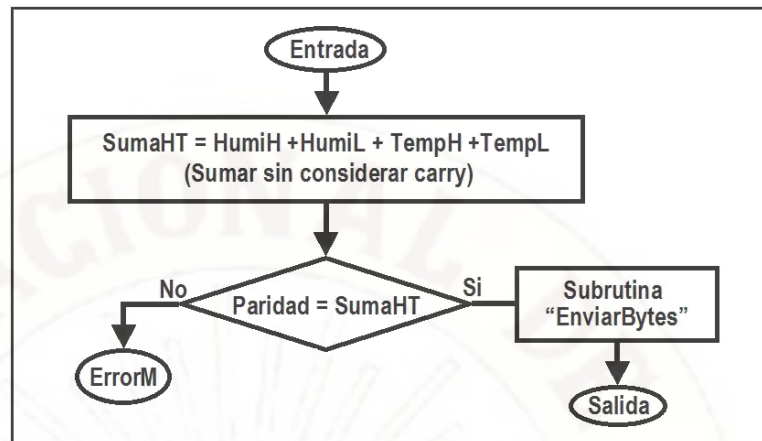 Entrada
SumaHT = HumiH +HumiL + TempH +TempL
(Sumar sin considerar carry)
No
Paridad = SumaHT
Si
Subrutina
“EnviarBytes”
ErrorM
Salida